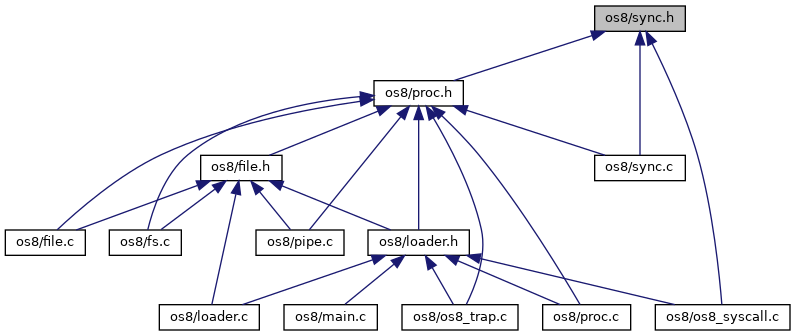 os8/sync.h
os8/proc.h
os8/file.h
os8/sync.c
os8/file.c
os8/fs.c
os8/pipe.c
os8/loader.h
os8/loader.c
os8/main.c
os8/os8_trap.c
os8/proc.c
os8/os8_syscall.c